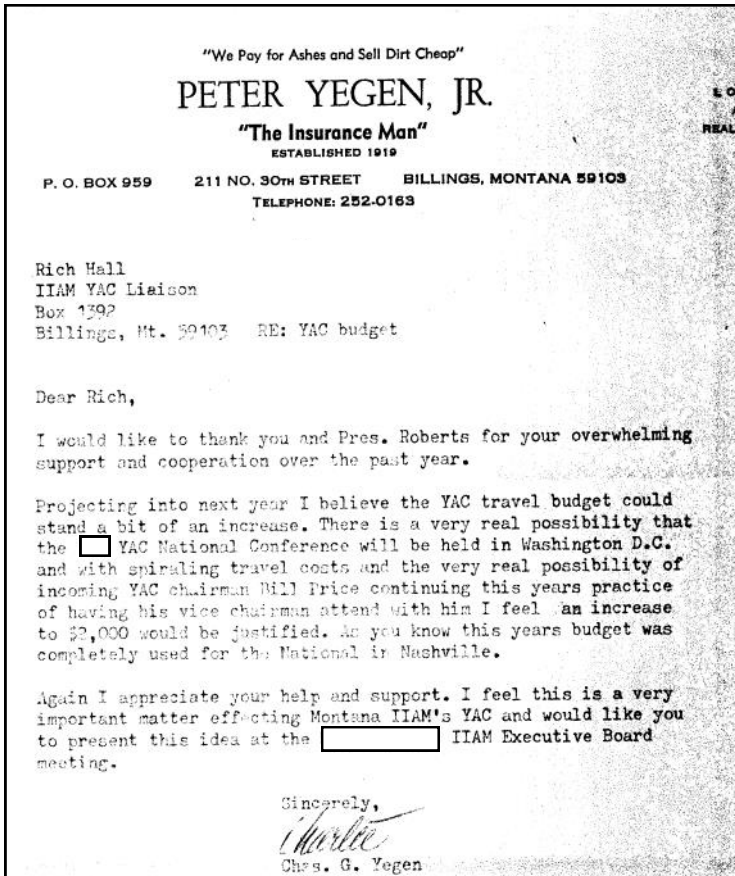 "We Pay for Ashes and Sell Dirt Cheap"
PETER YEGEN, JR.
"The Insurance Man"
ESTABLISHED 1919
P. O. BOX 959 211 NO. 30TH STREET BILLINGS, MONTANA 59103
TELEPHONE: 252-0163
REAL
Rich Hall
IIAM YAC Liaison
Box 1392
Billings, Mt. 59103 RE: YAC budget
Dear Rich,
I would like to thank you and Pres. Roberts for your overwhelming
support and cooperation over the past year.
Projecting into next year I believe the YAC travel budget could
stand a bit of an increase. There is a very real possibility that
the YAC National Conference will be held in Washington D.C.
and with spiraling travel costs and the very real possibility of
incoming YAC chairman Bill Price continuing this years practice
of having his vice chairman attend with him I feel an increase
to $2,000 would be justified. As you know this years budget was
completely used for the National in Nashville.
Again I appreciate your help and support. I feel this is a very
important matter effecting Montana IIAM's YAC and would like you
to present this idea at the IIAM Executive Board
meeting.
Sincerely,
Charlie
Chas. G. Yegen